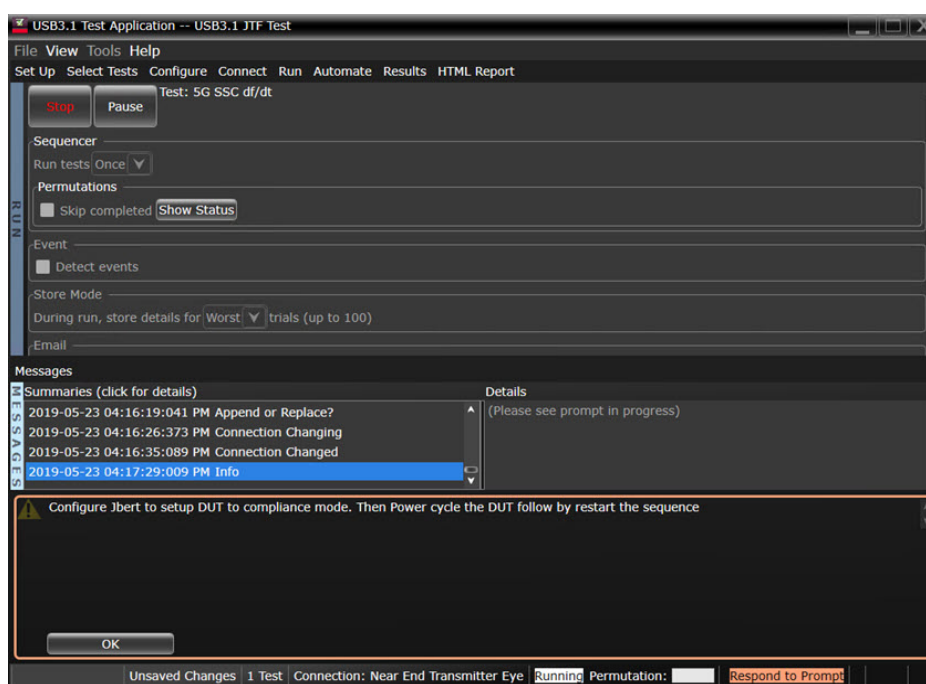 USB3.1 Test Application -- USB3.1 JTF Test
File View Tools Help
Set Up Select Tests Configure Connect Run Automate Results HTML Report
Stop Pause Test: 5G SSC df/dt
Sequencer
Run tests Once
Permutations
Skip completed Show Status
RUN
Event
Detect events
Store Mode
During run, store details for Worst trials (up to 100)
Email
Messages
MESSAGES
Summaries (click for details) Details
2019-05-23 04:16:19:041 PM Append or Replace? (Please see prompt in progress)
2019-05-23 04:16:26:373 PM Connection Changing
2019-05-23 04:16:35:089 PM Connection Changed
2019-05-23 04:17:29:009 PM Info
Configure Jbert to setup DUT to compliance mode. Then Power cycle the DUT follow by restart the sequence
OK
Unsaved Changes 1 Test Connection: Near End Transmitter Eye Running Permutation: Respond to Prompt